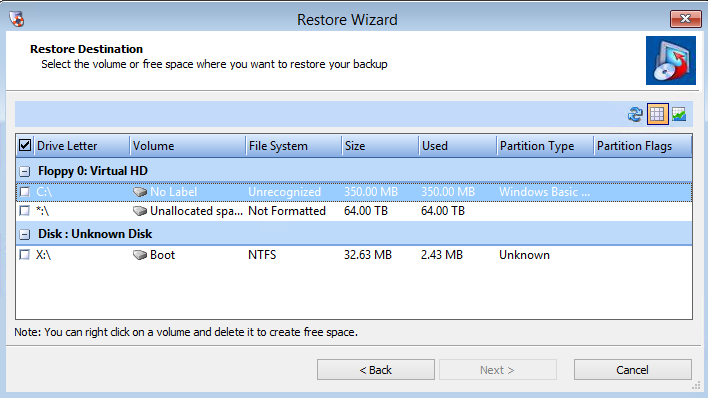 Restore Wizard
Restore Destination
Select the volume or free space where you want to restore your backup
Drive Letter Volume File System Size Used Partition Type Partition Flags
Floppy 0: Virtual HD
C:\ No Label Unrecognized 350.00 MB 350.00 MB Windows Basic ...
*:\ Unallocated spa... Not Formatted 64.00 TB 64.00 TB
Disk : Unknown Disk
X:\ Boot NTFS 32.63 MB 2.43 MB Unknown
Note: You can right click on a volume and delete it to create free space.
< Back Next > Cancel